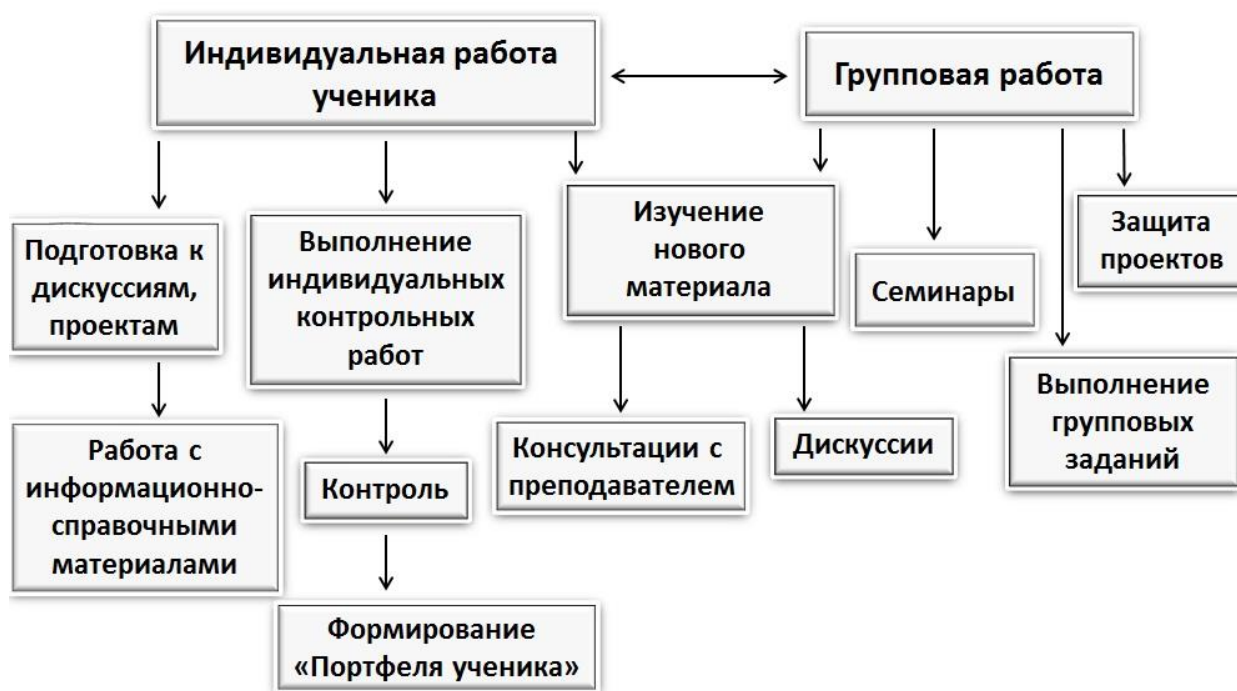 Индивидуальная работа
ученика
Групповая работа
Подготовка к
дискуссиям,
проектам
Выполнение
индивидуальных
контрольных
работ
Изучение
нового
материала
Семинары
Защита
проектов
Работа с
информационно-
справочными
материалами
Контроль
Консультации с
преподавателем
Дискуссии
Выполнение
групповых
заданий
Формирование
«Портфеля ученика»